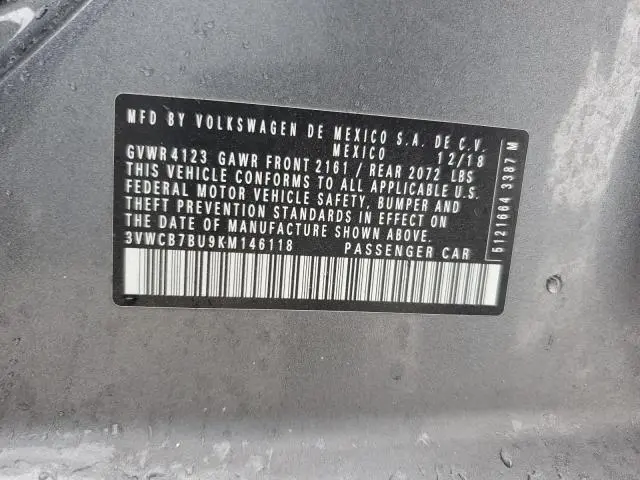 MFD BY VOLKSWAGEN DE MEXICO S.A. DE C.V.
MEXICO 12/18
GVWR 4123 GAWR FRONT 2161 / REAR 2072 LBS
THIS VEHICLE CONFORMS TO ALL APPLICABLE U.S.
FEDERAL MOTOR VEHICLE SAFETY, BUMPER AND
THEFT PREVENTION STANDARDS IN EFFECT ON
THE DATE OF MANUFACTURE SHOWN ABOVE.
3VWCB7BU9KM146118 PASSENGER CAR
5121664 3387 M